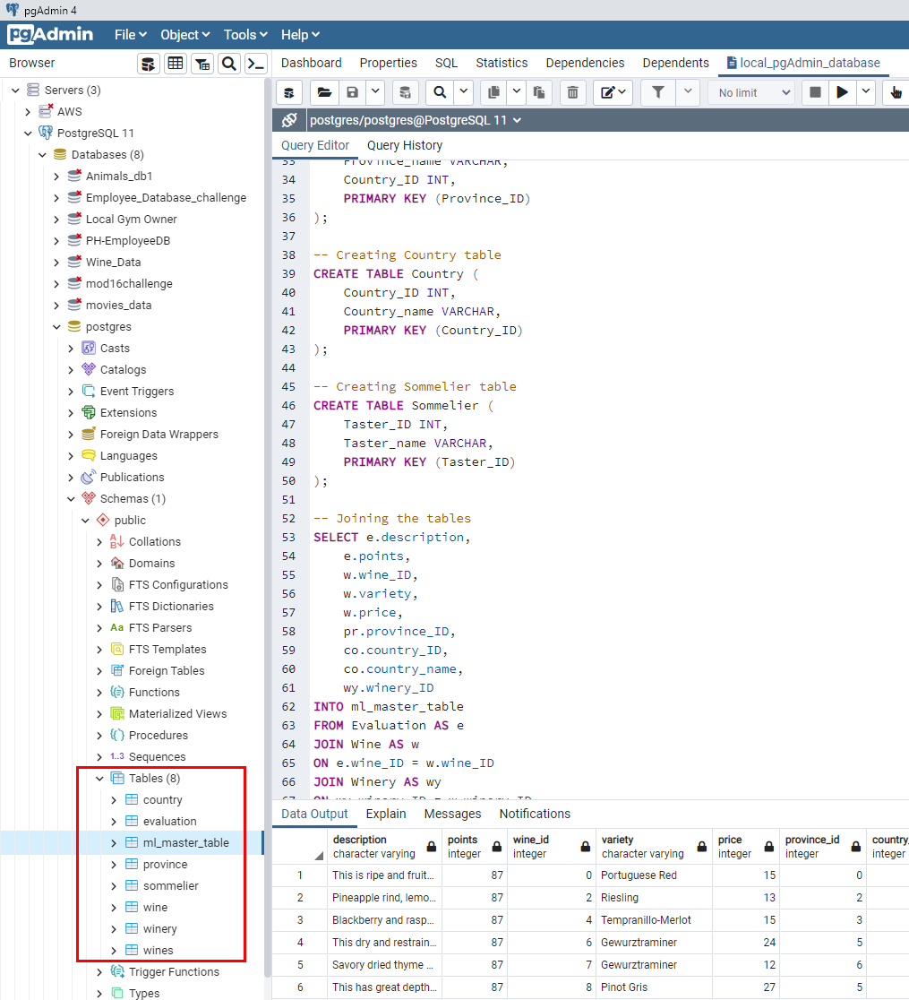 pgAdmin 4
pgAdmin File Object Tools Help
Browser
Dashboard Properties SQL Statistics Dependencies Dependents local_pgAdmin_database
No limit
postgres/postgres@PostgreSQL 11
Query Editor Query History
Servers (3)
AWS
PostgreSQL 11
Databases (8)
Animals_db1
Employee_Database_challenge
Local Gym Owner
PH-EmployeeDB
Wine_Data
mod16challenge
movies_data
postgres
Casts
Catalogs
Event Triggers
Extensions
Foreign Data Wrappers
Languages
Publications
Schemas (1)
public
Collations
Domains
FTS Configurations
FTS Dictionaries
Aa FTS Parsers
FTS Templates
Foreign Tables
Functions
Materialized Views
Procedures
1..3 Sequences
Tables (8)
country
evaluation
ml_master_table
province
sommelier
wine
winery
wines
Trigger Functions
Types
33 Province_name VARCHAR,
34 Country_ID INT,
35 PRIMARY KEY (Province_ID)
36 );
37
38 -- Creating Country table
39 CREATE TABLE Country (
40 Country_ID INT,
41 Country_name VARCHAR,
42 PRIMARY KEY (Country_ID)
43 );
44
45 -- Creating Sommelier table
46 CREATE TABLE Sommelier (
47 Taster_ID INT,
48 Taster_name VARCHAR,
49 PRIMARY KEY (Taster_ID)
50 );
51
52 -- Joining the tables
53 SELECT e.description,
54 e.points,
55 w.wine_ID,
56 w.variety,
57 w.price,
58 pr.province_ID,
59 co.country_ID,
60 co.country_name,
61 wy.winery_ID
62 INTO ml_master_table
63 FROM Evaluation AS e
64 JOIN Wine AS w
65 ON e.wine_ID = w.wine_ID
66 JOIN Winery AS wy
Data Output Explain Messages Notifications
description points wine_id variety price province_id country_
character varying integer integer character varying integer integer integer
1 This is ripe and fruit... 87 0 Portuguese Red 15 0
2 Pineapple rind, lemo... 87 2 Riesling 13 2
3 Blackberry and rasp... 87 4 Tempranillo-Merlot 15 3
4 This dry and restrain... 87 6 Gewurztraminer 24 5
5 Savory dried thyme ... 87 7 Gewurztraminer 12 6
6 This has great depth... 87 8 Pinot Gris 27 5